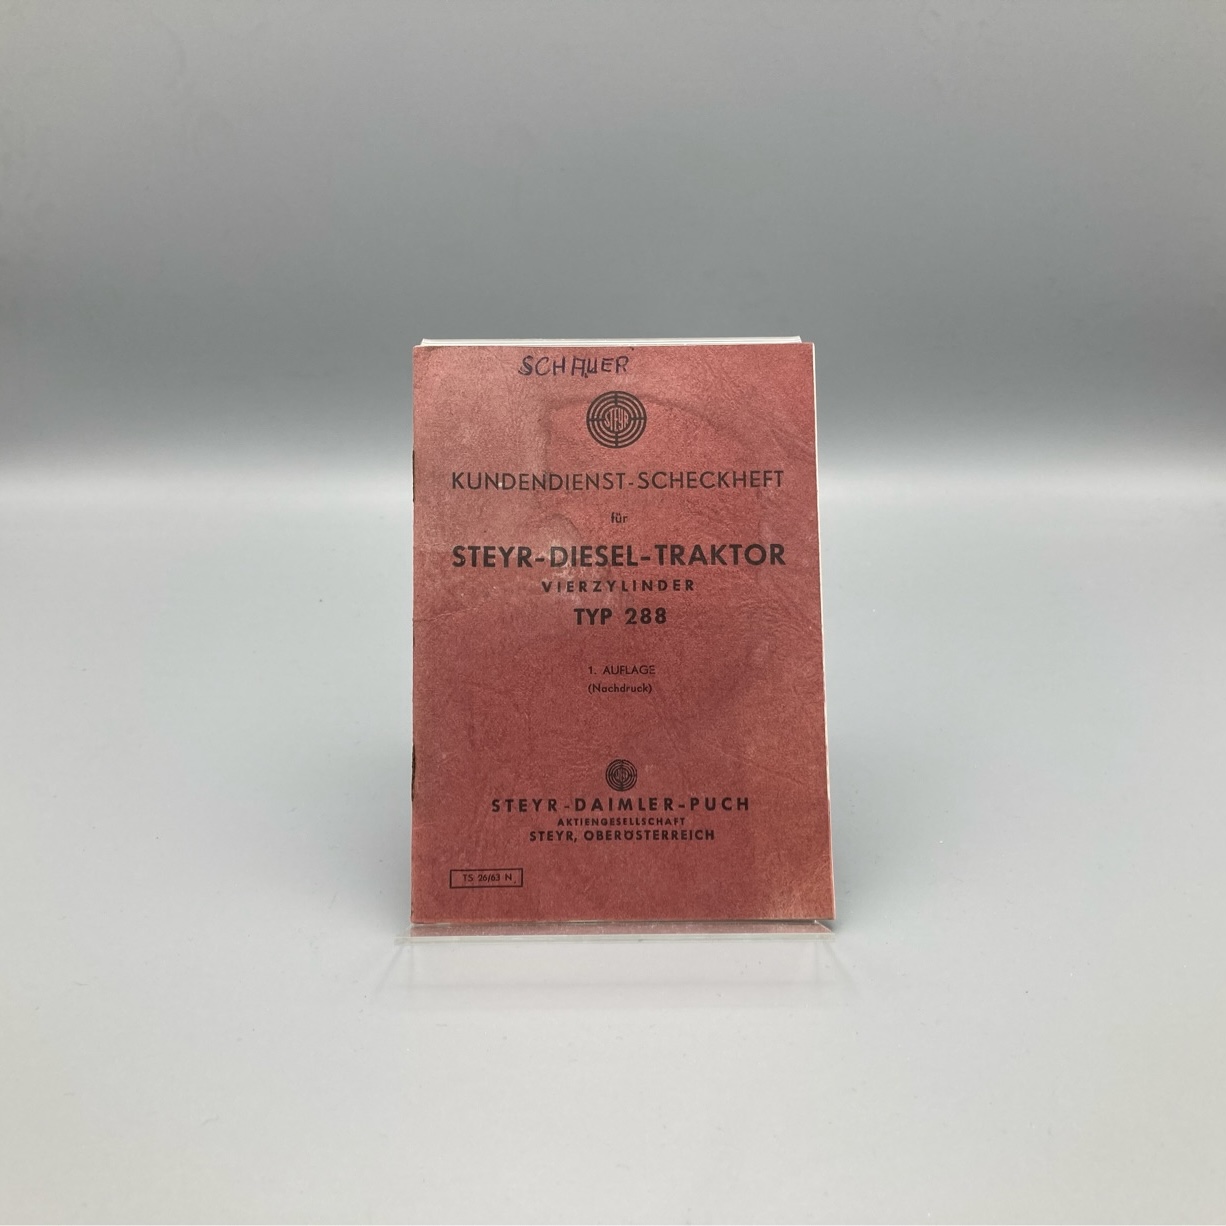 SCHAUER
STEYR
KUNDENDIENST-SCHECKHEFT
für
STEYR-DIESEL-TRAKTOR
VIERZYLINDER
TYP 288
1. AUFLAGE
(Nachdruck)
STEYR-DAIMLER-PUCH
AKTIENGESELLSCHAFT
STEYR, OBERÖSTERREICH
TS 26/63 N